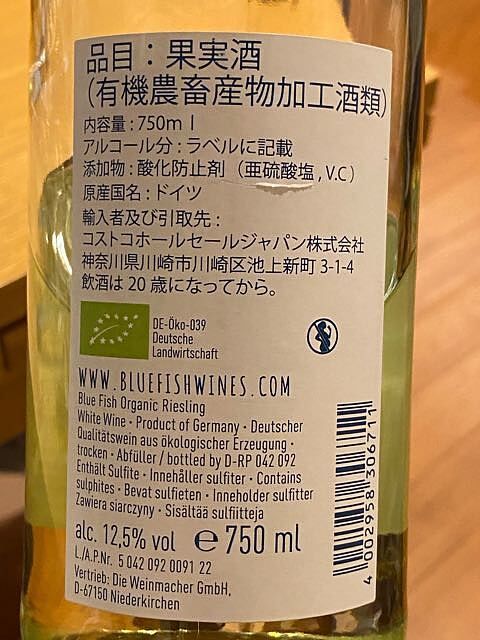 品目：果実酒
(有機農畜産物加工酒類)
内容量：750ml
アルコール分：ラベルに記載
添加物：酸化防止剤（亜硫酸塩，V.C）
原産国名：ドイツ
輸入者及び引取先：
コストコホールセールジャパン株式会社
神奈川県川崎市川崎区池上新町 3-1-4
飲酒は 20 歳になってから。
DE-Öko-039
Deutsche
Landwirtschaft
WWW.BLUEFISHWINES.COM
Blue Fish Organic Riesling
White Wine · Product of Germany · Deutscher
Qualitätswein aus ökologischer Erzeugung ·
trocken · Abfüller / bottled by D-RP 042 092
Enthält Sulfite · Innehåller sulfiter · Contains
sulphites · Bevat sulfieten · Inneholder sulfitter
Zawiera siarczyny · Sisältää sulfiitteja
alc. 12,5% vol ℮ 750 ml
L./A.P.Nr. 5 042 092 0091 22
Vertrieb: Die Weinmacher GmbH,
D-67150 Niederkirchen
4 002958 306711